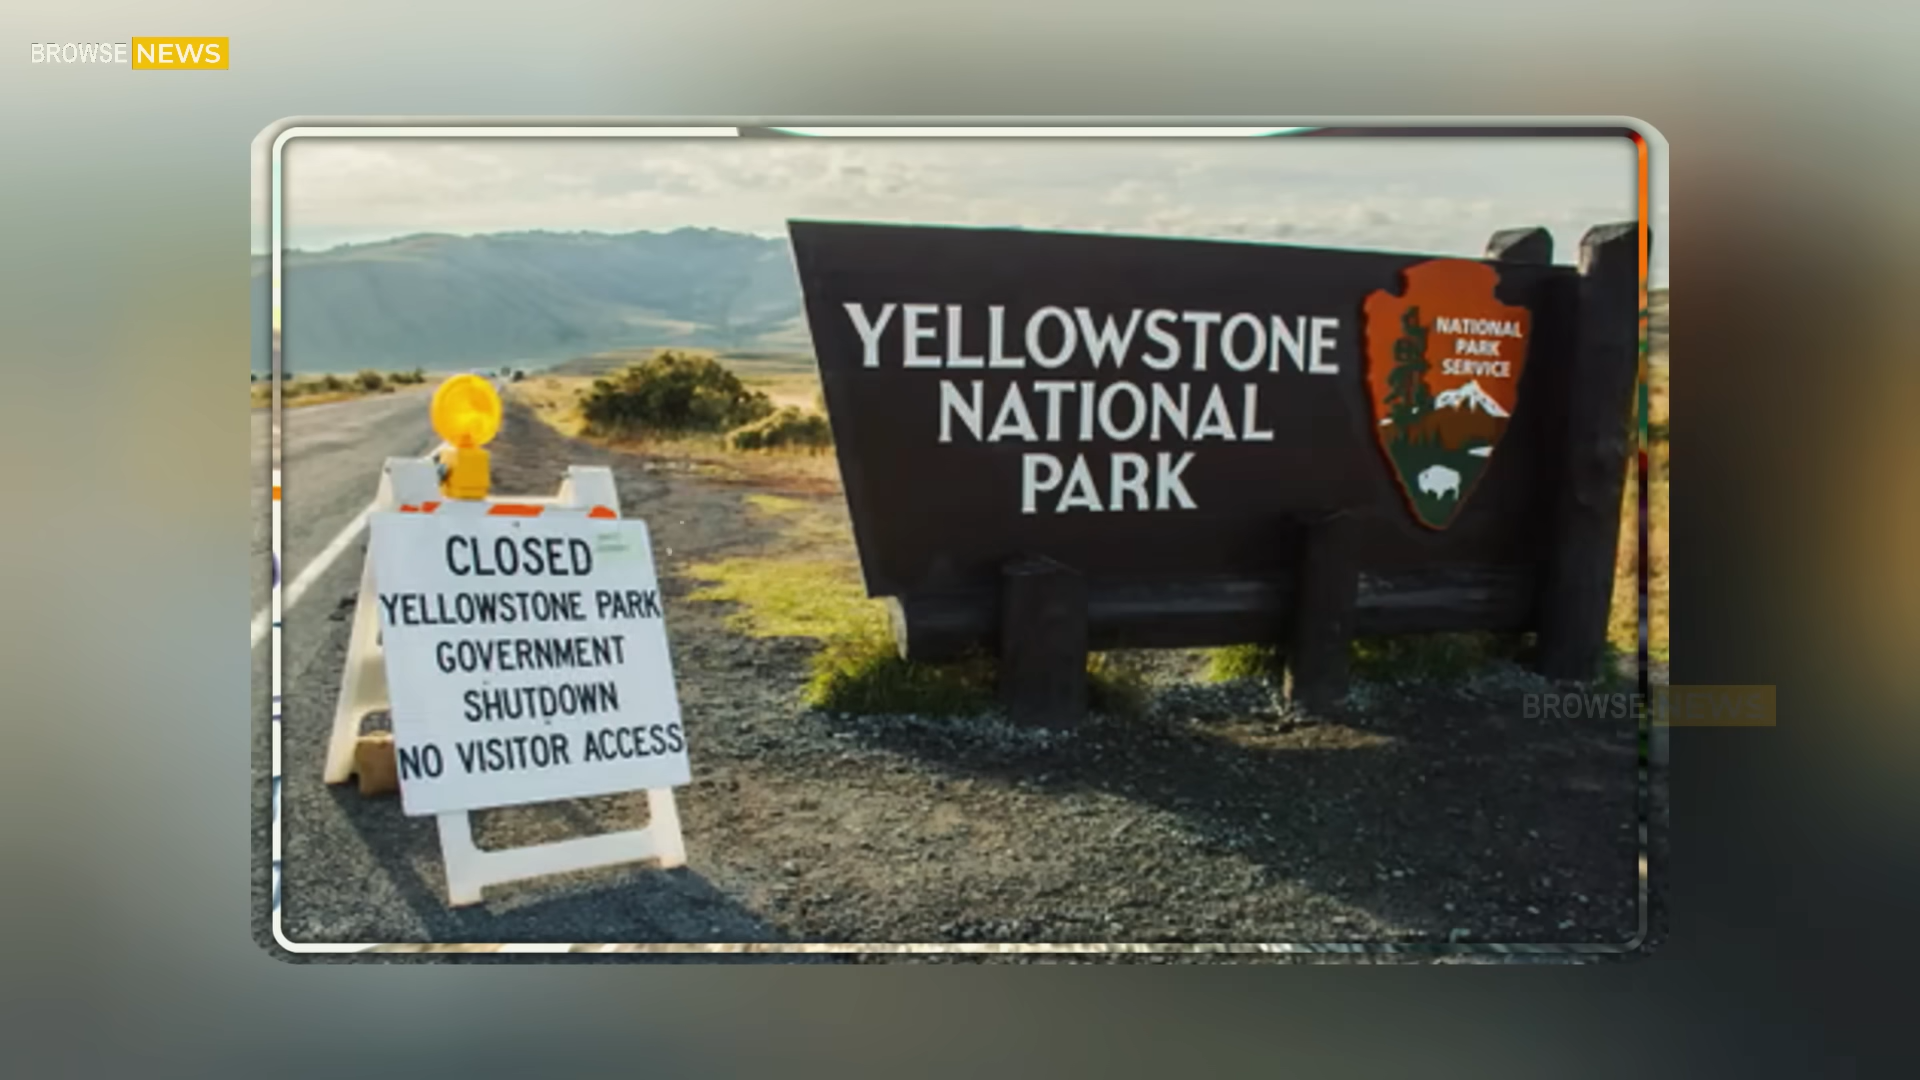 BROWSE NEWS
YELLOWSTONE
NATIONAL
PARK
NATIONAL
PARK
SERVICE
CLOSED
YELLOWSTONE PARK
GOVERNMENT
SHUTDOWN
NO VISITOR ACCESS
BROWSE NEWS